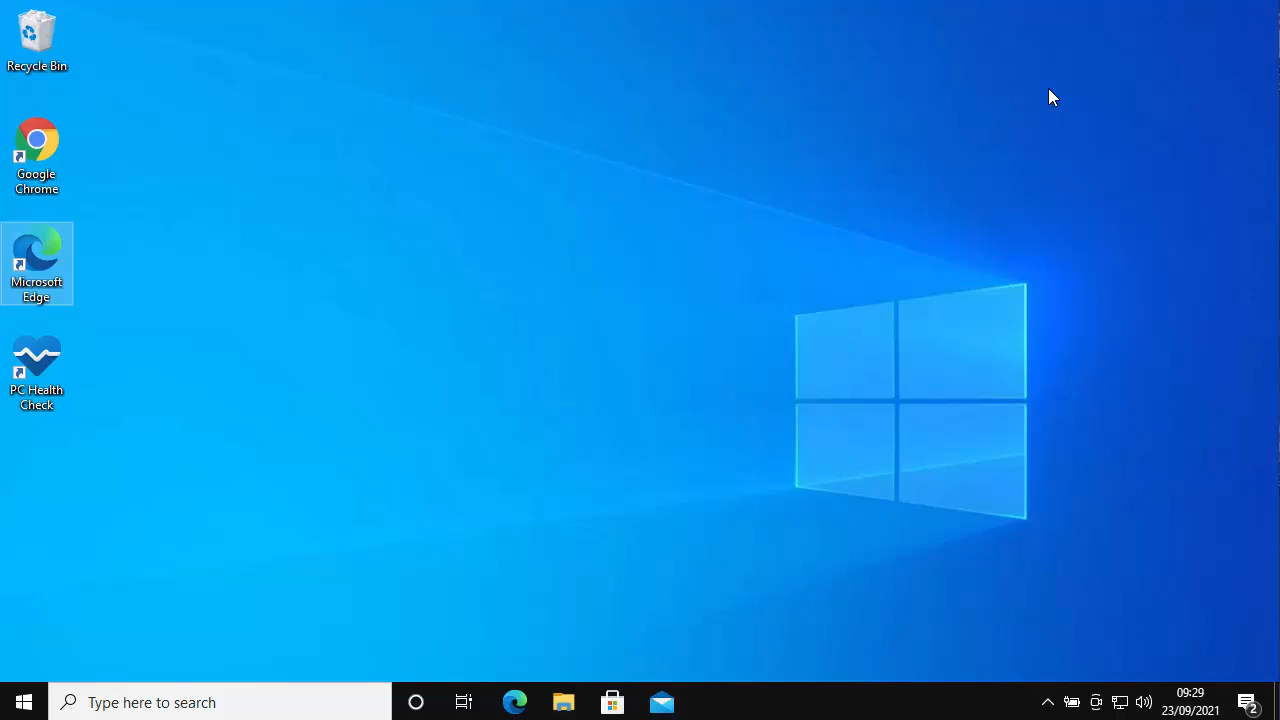 Recycle Bin
Google
Chrome
Microsoft
Edge
PC Health
Check
Type here to search
09:29
23/09/2021
2